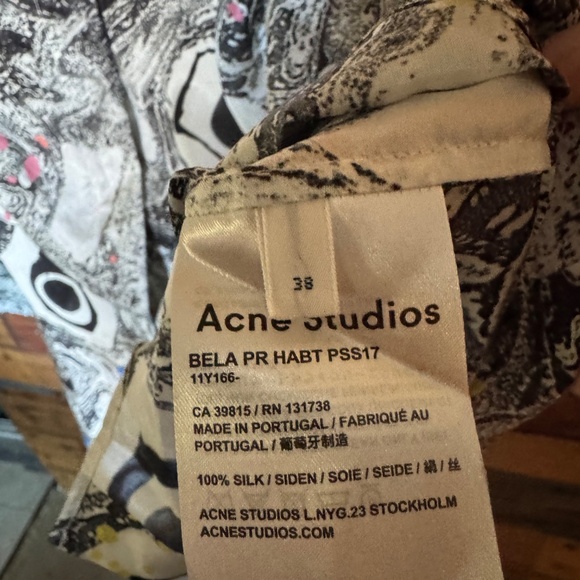 38
Acne Studios
BELA PR HABT PSS17
11Y166-
CA 39815 / RN 131738
MADE IN PORTUGAL / FABRIQUÉ AU
PORTUGAL / 葡萄牙制造
100% SILK / SIDEN / SOIE / SEIDE / 絹 / 丝
ACNE STUDIOS L.NYG.23 STOCKHOLM
ACNESTUDIOS.COM